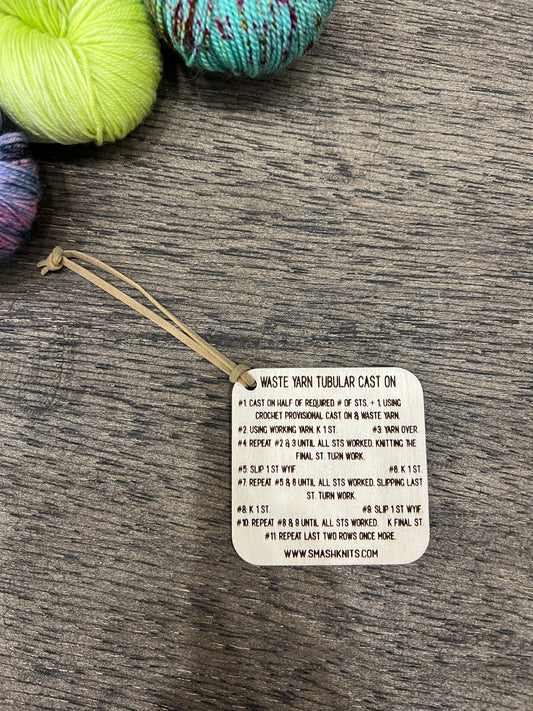 WASTE YARN TUBULAR CAST ON
#1. CAST ON HALF OF REQUIRED # OF STS. + 1, USING
CROCHET PROVISIONAL CAST ON & WASTE YARN.
#2. USING WORKING YARN, K 1 ST. #3. YARN OVER.
#4. REPEAT #2 & 3 UNTIL ALL STS WORKED, KNITTING THE
FINAL ST. TURN WORK.
#5. SLIP 1 ST WYIF. #6. K 1 ST.
#7. REPEAT #5 & 6 UNTIL ALL STS WORKED, SLIPPING LAST
ST. TURN WORK.
#8. K 1 ST. #9. SLIP 1 ST WYIF.
#10. REPEAT #8 & 9 UNTIL ALL STS WORKED. K FINAL ST.
#11. REPEAT LAST TWO ROWS ONCE MORE.
WWW.SMASHKNITS.COM